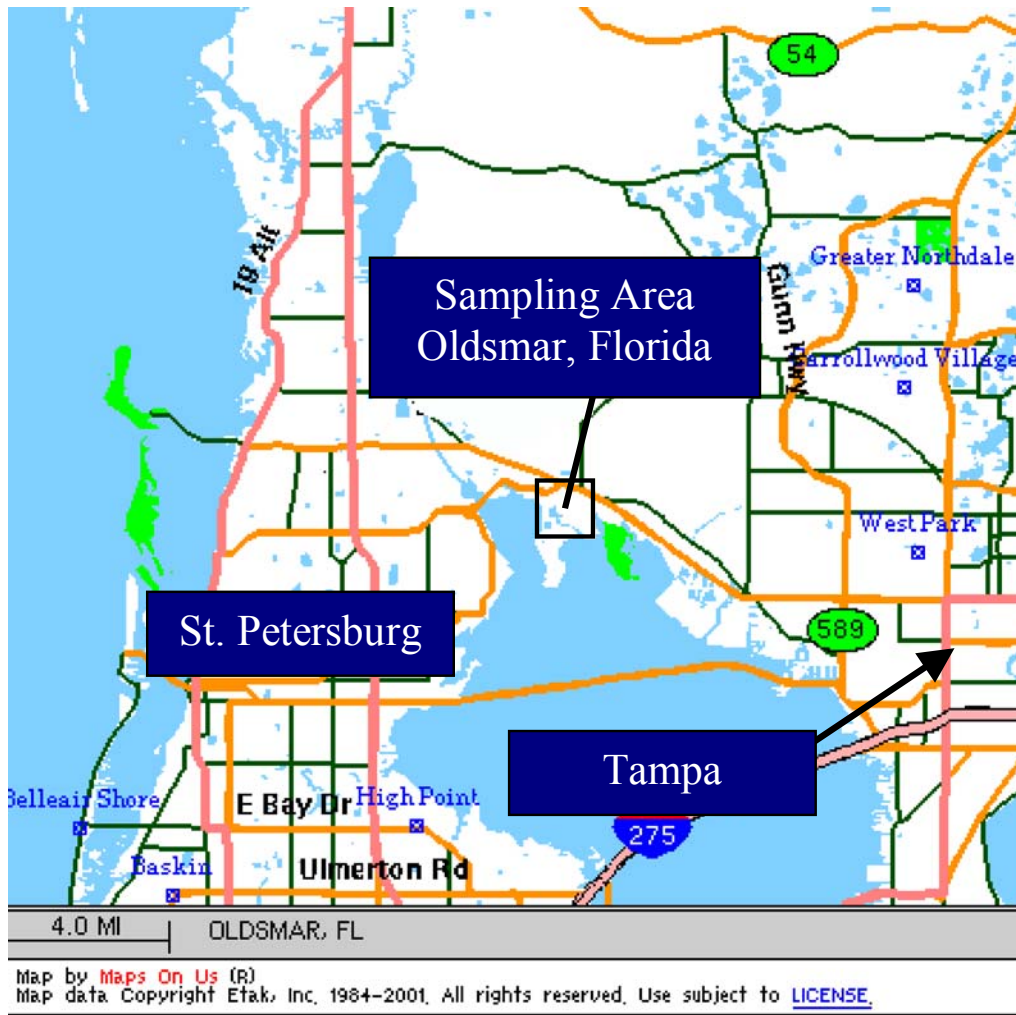 54
19 Alt
Greater Northdale
Gunn Hwy
Sampling Area
Oldsmar, Florida
Village
West Park
St. Petersburg
589
Tampa
Belleair Shore
E Bay Dr
High Point
275
Baskin
Ulmerton Rd
4.0 MI
OLDSMAR, FL
Map by Maps On Us (R)
Map data Copyright Etak, Inc. 1984-2001. All rights reserved. Use subject to LICENSE.